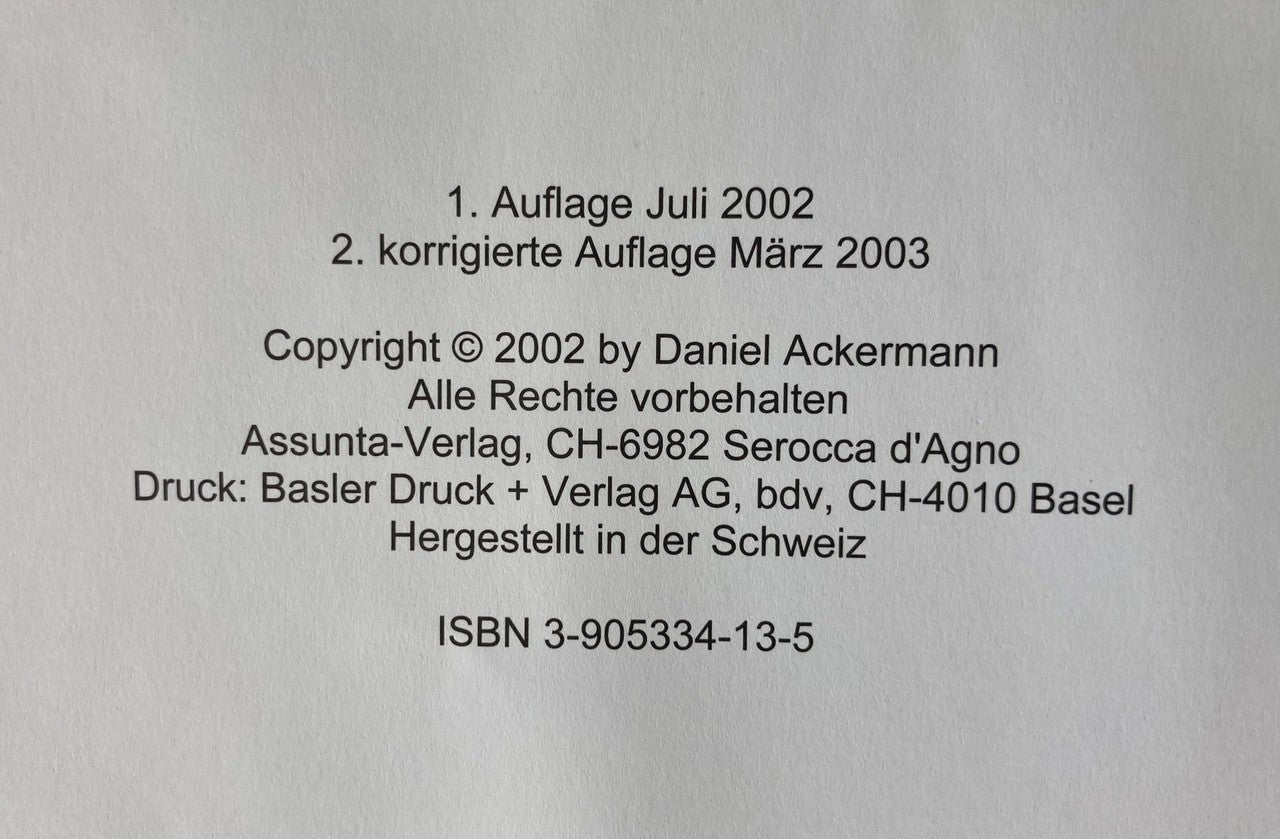 1. Auflage Juli 2002
2. korrigierte Auflage März 2003
Copyright © 2002 by Daniel Ackermann
Alle Rechte vorbehalten
Assunta-Verlag, CH-6982 Serocca d'Agno
Druck: Basler Druck + Verlag AG, bdv, CH-4010 Basel
Hergestellt in der Schweiz
ISBN 3-905334-13-5